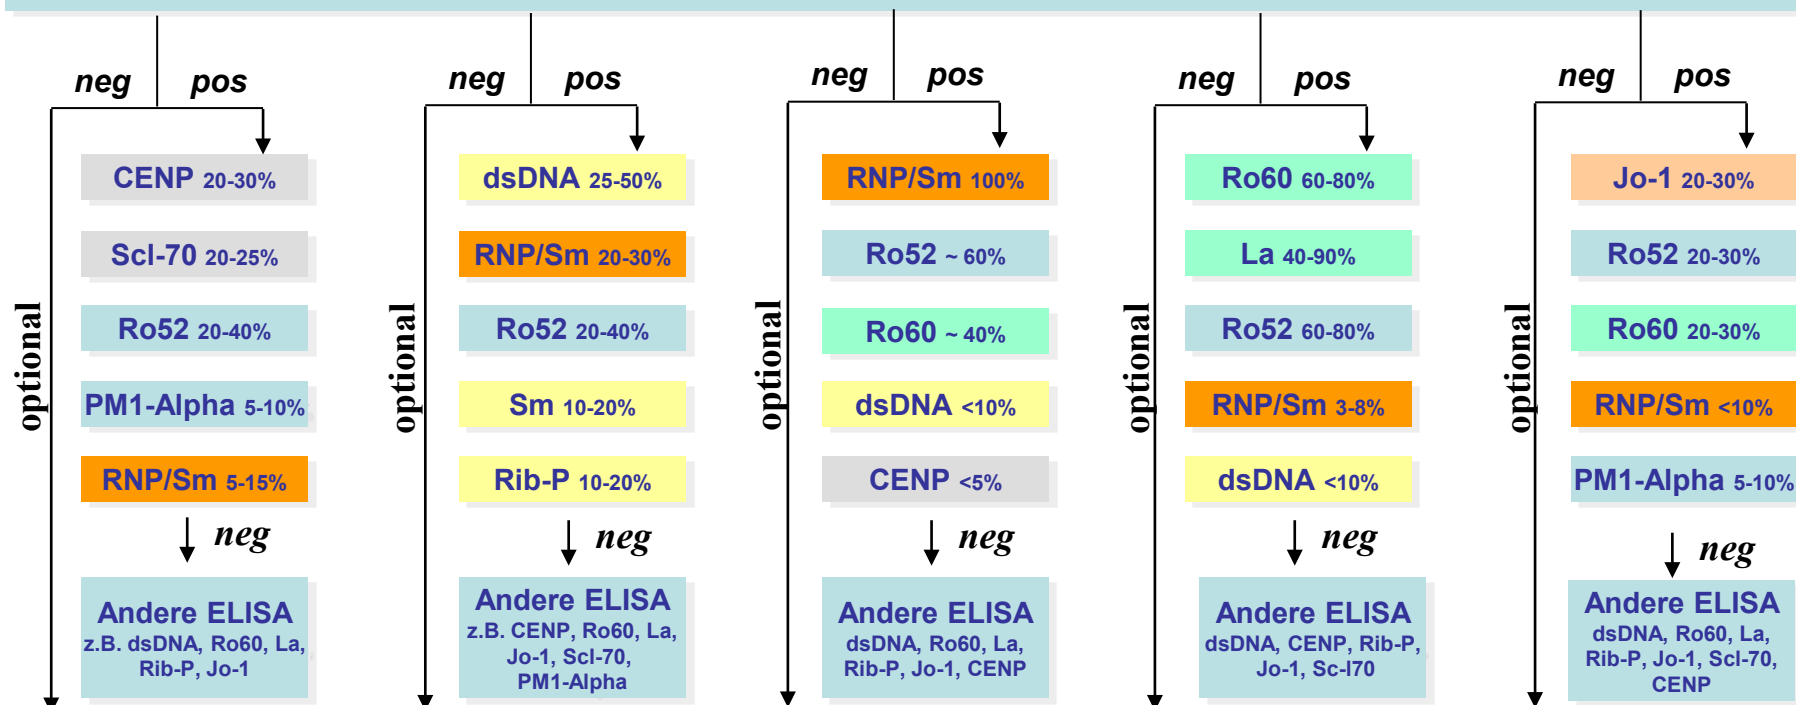 neg pos
optional
CENP 20-30%
Scl-70 20-25%
Ro52 20-40%
PM1-Alpha 5-10%
RNP/Sm 5-15%
neg
Andere ELISA
z.B. dsDNA, Ro60, La,
Rib-P, Jo-1
neg pos
optional
dsDNA 25-50%
RNP/Sm 20-30%
Ro52 20-40%
Sm 10-20%
Rib-P 10-20%
neg
Andere ELISA
z.B. CENP, Ro60, La,
Jo-1, Scl-70,
PM1-Alpha
neg pos
optional
RNP/Sm 100%
Ro52 ~ 60%
Ro60 ~ 40%
dsDNA <10%
CENP <5%
neg
Andere ELISA
dsDNA, Ro60, La,
Rib-P, Jo-1, CENP
neg pos
optional
Ro60 60-80%
La 40-90%
Ro52 60-80%
RNP/Sm 3-8%
dsDNA <10%
neg
Andere ELISA
dsDNA, CENP, Rib-P,
Jo-1, Sc-l70
neg pos
optional
Jo-1 20-30%
Ro52 20-30%
Ro60 20-30%
RNP/Sm <10%
PM1-Alpha 5-10%
neg
Andere ELISA
dsDNA, Ro60, La,
Rib-P, Jo-1, Scl-70,
CENP